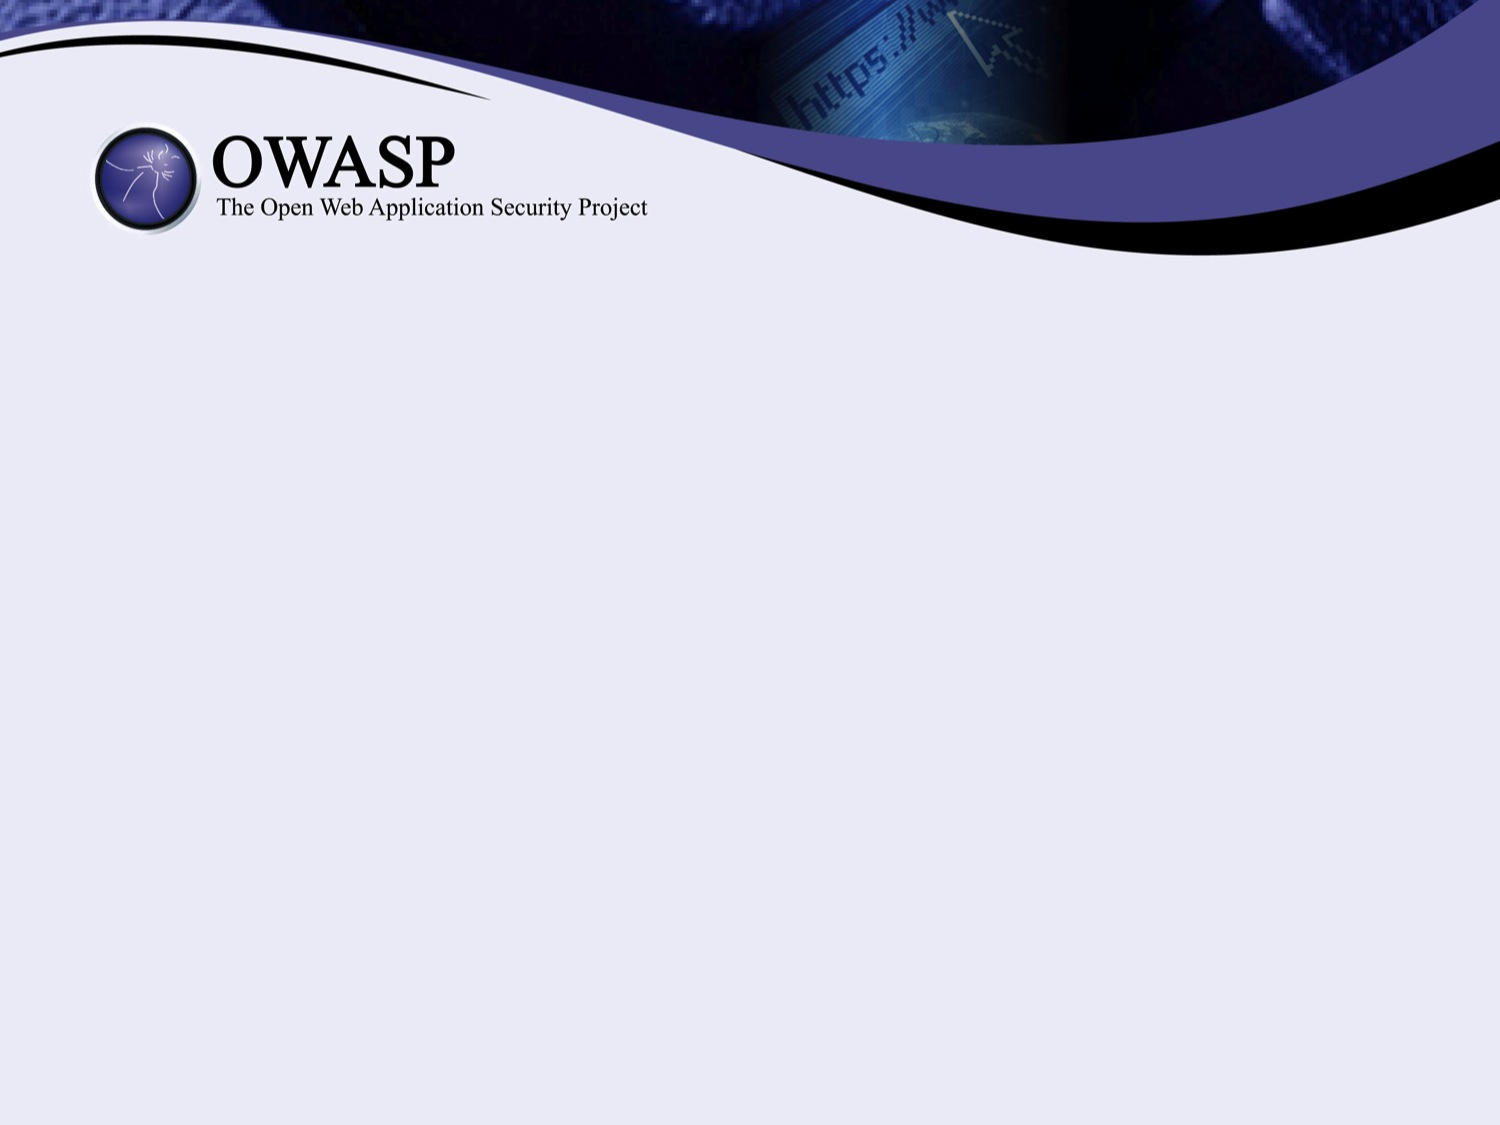 https://w
OWASP
The Open Web Application Security Project